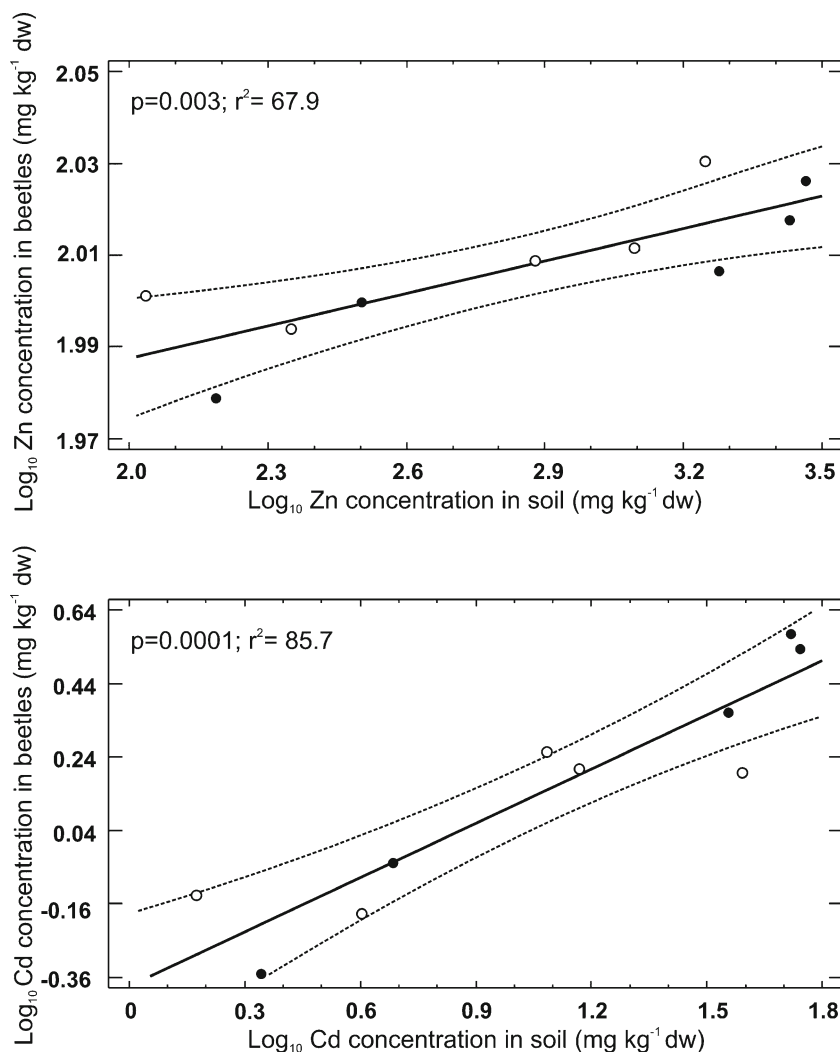 Log₁₀ Zn concentration in beetles (mg kg⁻¹ dw)
2.05
2.03
2.01
1.99
1.97
p=0.003; r²= 67.9
2.0 2.3 2.6 2.9 3.2 3.5
Log₁₀ Zn concentration in soil (mg kg⁻¹ dw)
Log₁₀ Cd concentration in beetles (mg kg⁻¹ dw)
0.64
0.44
0.24
0.04
-0.16
-0.36
p=0.0001; r²= 85.7
0 0.3 0.6 0.9 1.2 1.5 1.8
Log₁₀ Cd concentration in soil (mg kg⁻¹ dw)